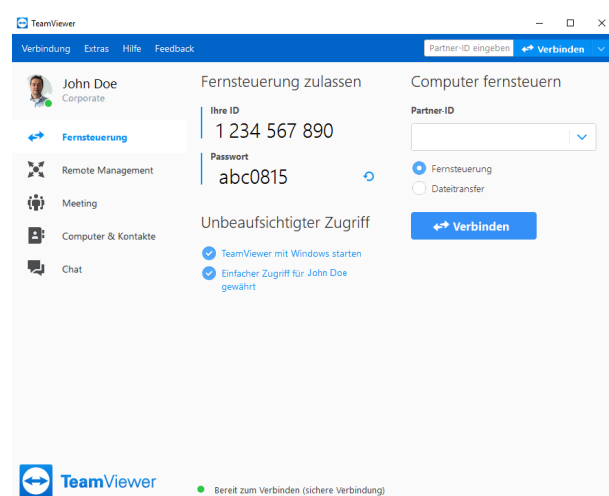 TeamViewer
Verbindung Extras Hilfe Feedback
Partner-ID eingeben
Verbinden
John Doe
Corporate
Fernsteuerung
Remote Management
Meeting
Computer & Kontakte
Chat
Fernsteuerung zulassen
Ihre ID
1 234 567 890
Passwort
abc0815
Unbeaufsichtigter Zugriff
TeamViewer mit Windows starten
Einfacher Zugriff für John Doe
gewährt
Computer fernsteuern
Partner-ID
Fernsteuerung
Dateitransfer
Verbinden
TeamViewer
Bereit zum Verbinden (sichere Verbindung)